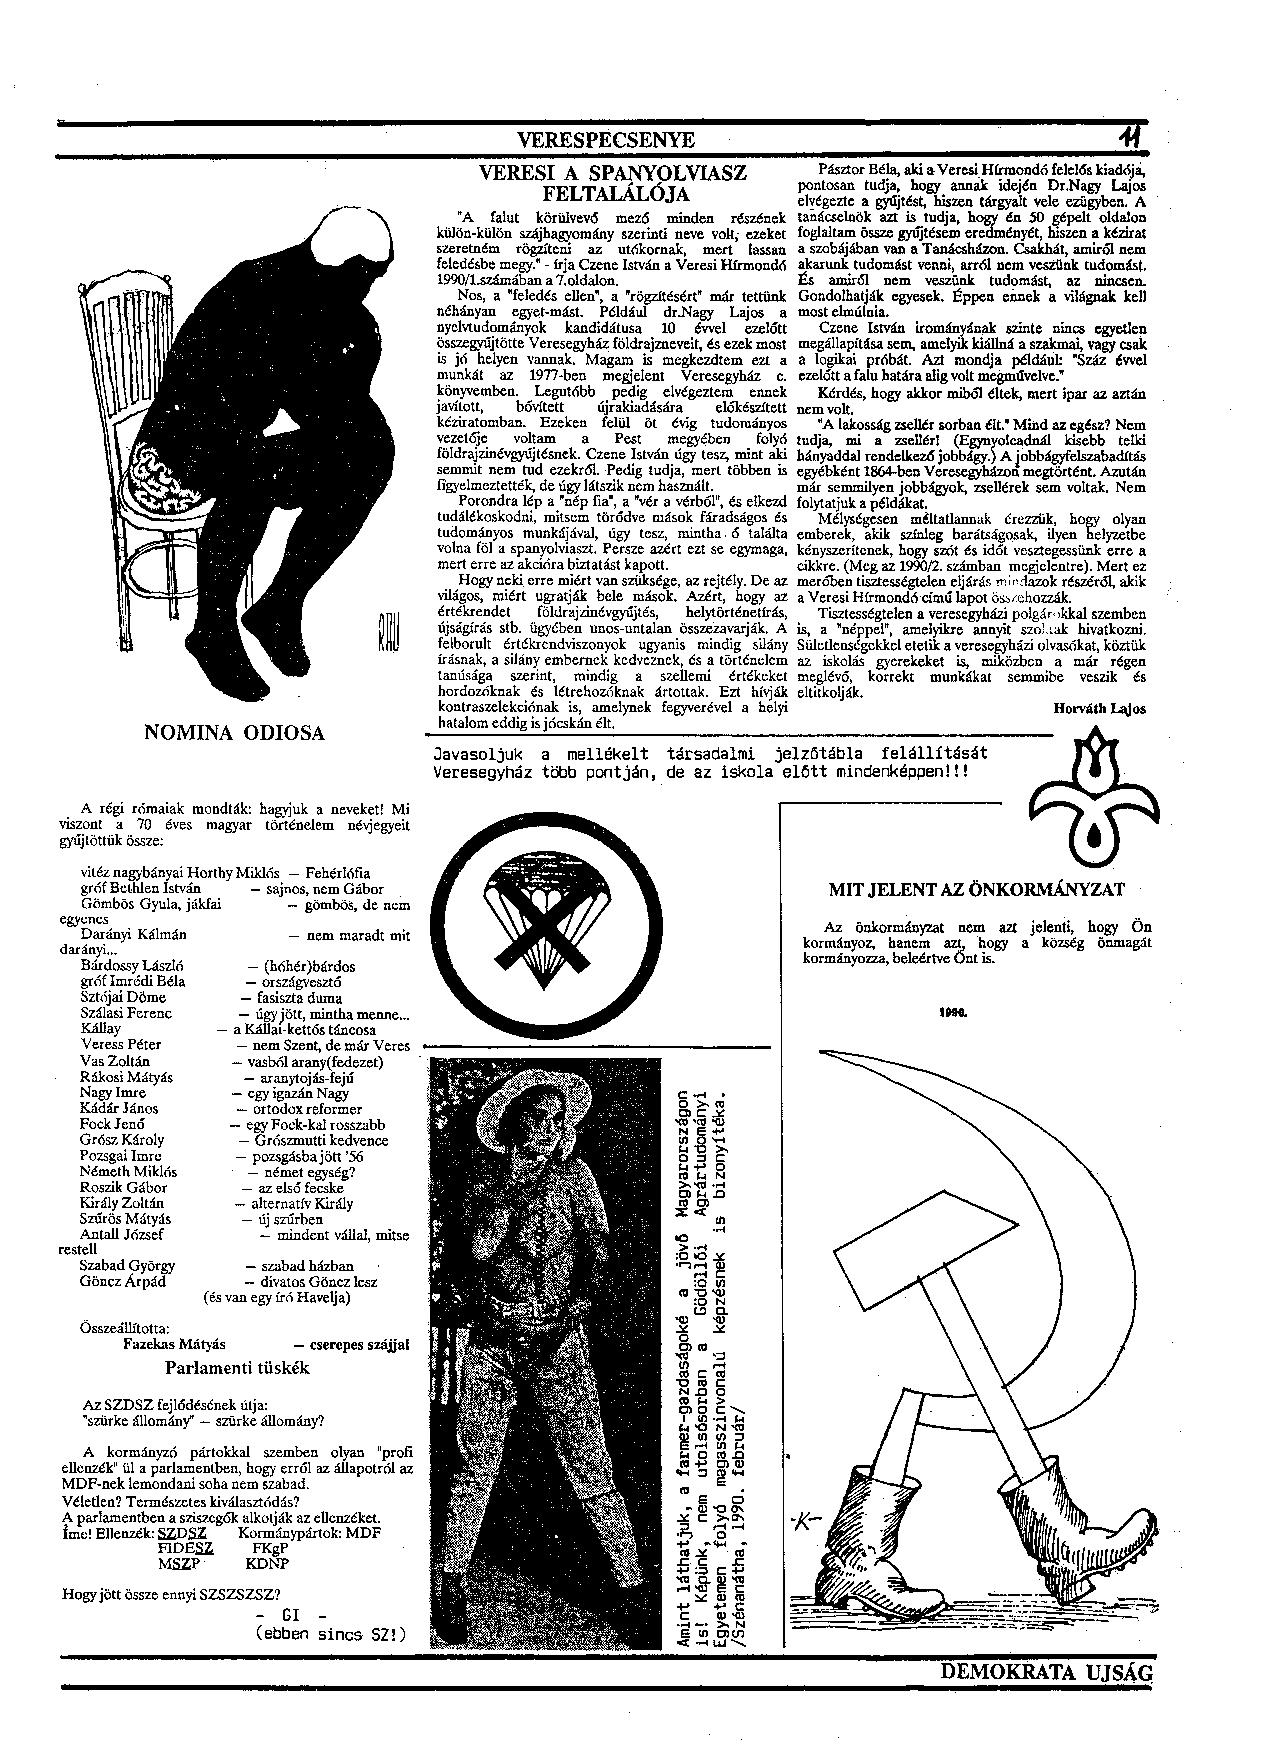 VERESPECSENYE
11
VERESI A SPANYOLVIASZ
FELTALÁLÓJA
"A falut körülvevő mező minden részének
külön-külön szájhagyomány szerinti neve volt, ezeket
szeretném rögzíteni az utókornak, mert lassan
feledésbe megy." - írja Czene István a Veresi Hírmondó
1990/1.számában a 7.oldalon.
Nos, a "feledés ellen", a "rögzítésért" már tettünk
néhányan egyet-mást. Például dr.Nagy Lajos a
nyelvtudományok kandidátusa 10 évvel ezelőtt
összegyűjtötte Veresegyház földrajzneveit, és ezek most
is jó helyen vannak. Magam is megkezdtem ezt a
munkát az 1977-ben megjelent Veresegyház c.
könyvemben. Legutóbb pedig elvégeztem ennek
javított, bővített újrakiadására előkészített
kéziratomban. Ezeken felül öt évig tudományos
vezetője voltam a Pest megyében folyó
földrajzinévgyűjtésnek. Czene István úgy tesz, mint aki
semmit nem tud ezekről. Pedig tudja, mert többen is
figyelmeztették, de úgy látszik nem használt.
Porondra lép a "nép fia", a "vér a vérből", és elkezd
tudálékoskodni, mitsem törődve mások fáradságos és
tudományos munkájával, úgy tesz, mintha ő találta
volna föl a spanyolviaszt. Persze azért ezt se egymaga,
mert erre az akcióra biztatást kapott.
Hogy neki erre miért van szüksége, az rejtély. De az
világos, miért ugratják bele mások. Azért, hogy az
értékrendet földrajzinévgyűjtés, helytörténetírás,
újságírás stb. ügyében unos-untalan összezavarják. A
felborult értékrendviszonyok ugyanis mindig silány
írásnak, a silány embernek kedveznek, és a történelem
tanúsága szerint, mindig a szellemi értékeket
hordozóknak és létrehozóknak ártottak. Ezt hívják
kontraszelekciónak is, amelynek fegyverével a helyi
hatalom eddig is jócskán élt.
Pásztor Béla, aki a Veresi Hírmondó felelős kiadója,
pontosan tudja, hogy annak idején Dr.Nagy Lajos
elvégezte a gyűjtést, hiszen tárgyalt vele ezügyben. A
tanácselnök azt is tudja, hogy én 50 gépelt oldalon
foglaltam össze gyűjtésem eredményét, hiszen a kézirat
a szobájában van a Tanácsházon. Csakhát, amiről nem
akarunk tudomást venni, arról nem veszünk tudomást.
És amiről nem veszünk tudomást, az nincsen.
Gondolhatják egyesek. Éppen ennek a világnak kell
most elmúlnia.
Czene István irományának szinte nincs egyetlen
megállapítása sem, amelyik kiállná a szakmai, vagy csak
a logikai próbát. Azt mondja például: "Száz évvel
ezelőtt a falu határa alig volt megművelve."
Kérdés, hogy akkor miből éltek, mert ipar az aztán
nem volt.
"A lakosság zsellér sorban élt." Mind az egész? Nem
tudja, mi a zsellér! (Egynyolcadnál kisebb telki
hányaddal rendelkező jobbágy.) A jobbágyfelszabadítás
egyébként 1864-ben Veresegyházon megtörtént. Azután
már semmilyen jobbágyok, zsellérek sem voltak. Nem
folytatjuk a példákat.
Mélységesen méltatlannak érezzük, hogy olyan
emberek, akik színleg barátságosak, ilyen helyzetbe
kényszerítenek, hogy szót és időt vesztegessünk erre a
cikkre. (Meg az 1990/2. számban megjelentre). Mert ez
merőben tisztességtelen eljárás mindazok részéről, akik
a Veresi Hírmondó című lapot összehozzák.
Tisztességtelen a veresegyházi polgárokkal szemben
is, a "néppel", amelyikre annyit szoktak hivatkozni.
Sületlenségekkel etetik a veresegyházi olvasókat, köztük
az iskolás gyerekeket is, miközben a már régen
meglévő, korrekt munkákat semmibe veszik és
eltitkolják.
Horváth Lajos
NOMINA ODIOSA
A régi rómaiak mondták: hagyjuk a neveket! Mi
viszont a 70 éves magyar történelem névjegyeit
gyűjtöttük össze:
vitéz nagybányai Horthy Miklós — Fehérlófia
gróf Bethlen István — sajnos, nem Gábor
Gömbös Gyula, jákfai — gömbös, de nem
egyenes
Darányi Kálmán — nem maradt mit
darányi...
Bárdossy László — (hóhér)bárdos
gróf Imrédi Béla — országvesztő
Sztójai Döme — fasiszta duma
Szálasi Ferenc — úgy jött, mintha menne...
Kállay — a Kállai-kettős táncosa
Veress Péter — nem Szent, de már Veres
Vas Zoltán — vasból arany(fedezet)
Rákosi Mátyás — aranytojás-fejű
Nagy Imre — egy igazán Nagy
Kádár János — ortodox reformer
Fock Jenő — egy Fock-kal rosszabb
Grósz Károly — Grószmutti kedvence
Pozsgai Imre — pozsgásba jött '56
Németh Miklós — német egység?
Roszik Gábor — az első fecske
Király Zoltán — alternatív Király
Szűrös Mátyás — új szűrben
Antall József — mindent vállal, mitse
restell
Szabad György — szabad házban
Göncz Árpád — divatos Göncz lesz
(és van egy író Havelja)
Összeállította:
Fazekas Mátyás — cserepes szájjal
Parlamenti tüskék
Az SZDSZ fejlődésének útja:
"szürke állomány" — szürke állomány?
A kormányzó pártokkal szemben olyan "profi
ellenzék" ül a parlamentben, hogy erről az állapotról az
MDF-nek lemondani soha nem szabad.
Véletlen? Természetes kiválasztódás?
A parlamentben a sziszegők alkotják az ellenzéket.
Íme! Ellenzék: SZDSZ Kormánypártok: MDF
FIDESZ FKgP
MSZP KDNP
Hogy jött össze ennyi SZSZSZSZ?
- GI -
(ebben sincs SZ!)
Javasoljuk a mellékelt társadalmi jelzőtábla felállítását
Veresegyház több pontján, de az iskola előtt mindenképpen!!!
Amint láthatjuk, a farmer-gazdaságoké a jövő Magyarországon
is! Képünk, nem utolsósorban a Gödöllői Agrártudományi
Egyetemen folyó magasszinvonalú képzésnek is bizonyítéka.
/Szénanátha, 1990. február/
MIT JELENT AZ ÖNKORMÁNYZAT
Az önkormányzat nem azt jelenti, hogy Ön
kormányoz, hanem azt, hogy a község önmagát
kormányozza, beleértve Önt is.
1990.
-K-
DEMOKRATA UJSÁG